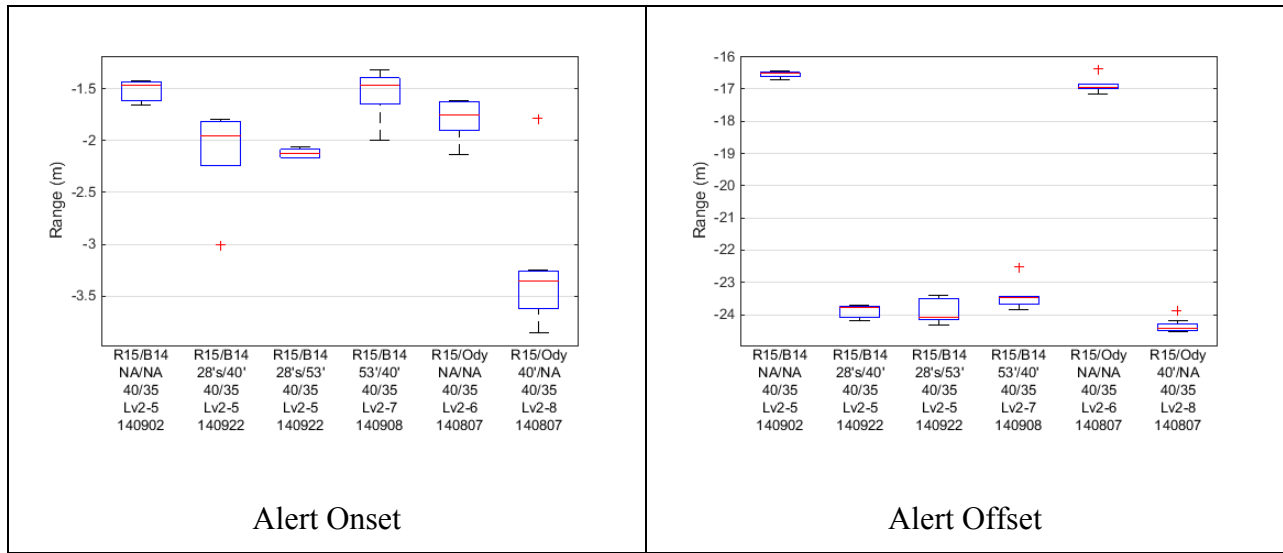 -1.5
-2
-2.5
-3
-3.5
Range (m)
R15/B14 R15/B14 R15/B14 R15/B14 R15/Ody R15/Ody
NA/NA 28's/40' 28's/53' 53'/40' NA/NA 40'/NA
40/35 40/35 40/35 40/35 40/35 40/35
Lv2-5 Lv2-5 Lv2-5 Lv2-7 Lv2-6 Lv2-8
140902 140922 140922 140908 140807 140807
Alert Onset
-16
-17
-18
-19
-20
-21
-22
-23
-24
Range (m)
R15/B14 R15/B14 R15/B14 R15/B14 R15/Ody R15/Ody
NA/NA 28's/40' 28's/53' 53'/40' NA/NA 40'/NA
40/35 40/35 40/35 40/35 40/35 40/35
Lv2-5 Lv2-5 Lv2-5 Lv2-7 Lv2-6 Lv2-8
140902 140922 140922 140908 140807 140807
Alert Offset